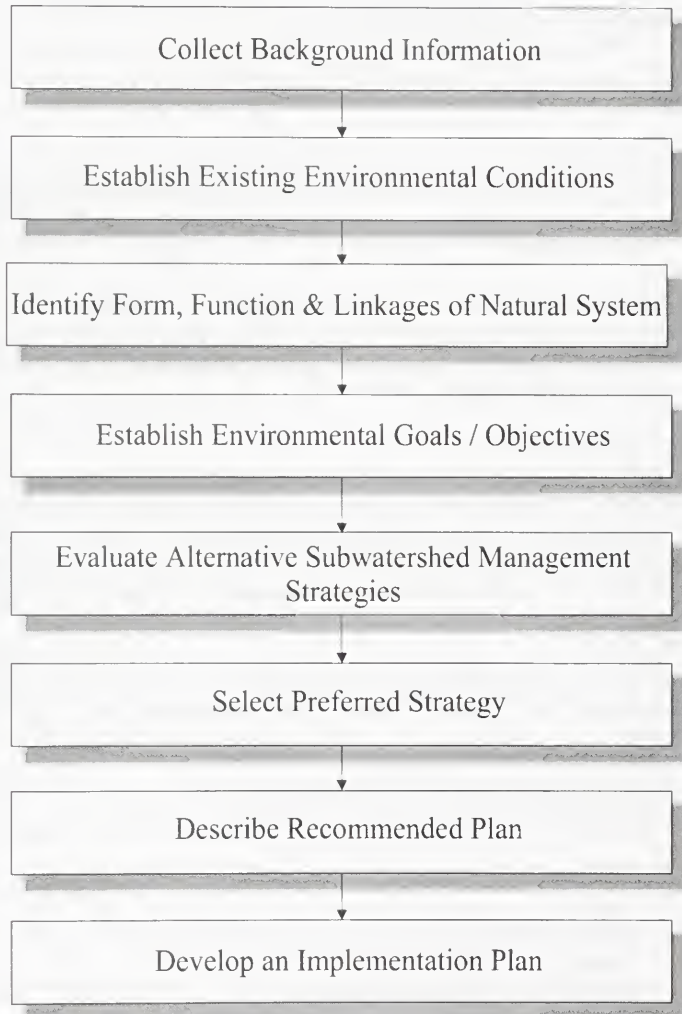 Collect Background Information
Establish Existing Environmental Conditions
Identify Form, Function & Linkages of Natural System
Establish Environmental Goals / Objectives
Evaluate Alternative Subwatershed Management
Strategies
Select Preferred Strategy
Describe Recommended Plan
Develop an Implementation Plan